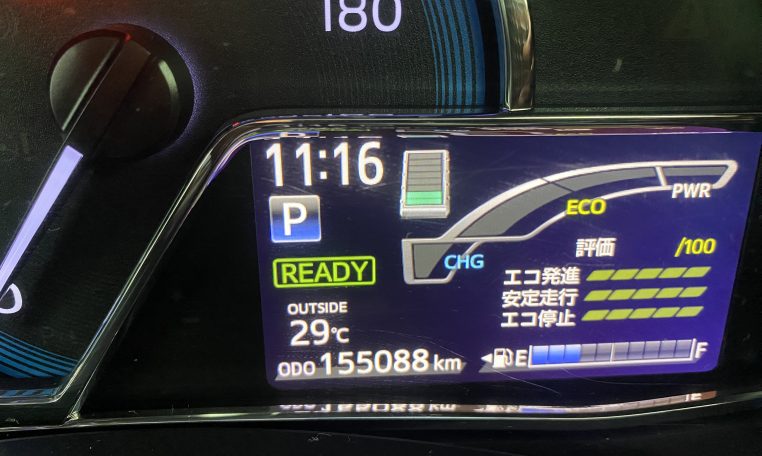 180
11:16
P
PWR
ECO
CHG
評価 /100
READY
エコ発進
安定走行
エコ停止
OUTSIDE
29℃
ODO 155088 km
E F